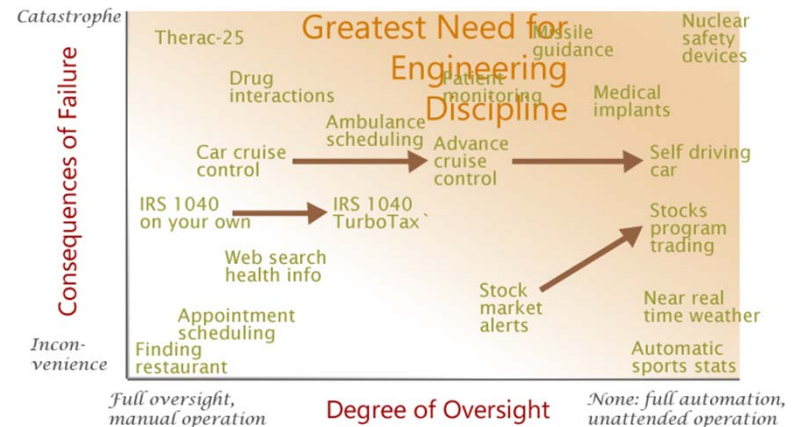 Catastrophe
Consequences of Failure
Incon-
venience
Therac-25
Greatest Need for
Engineering
Discipline
Missile
guidance
Nuclear
safety
devices
Drug
interactions
Patient
monitoring
Medical
implants
Ambulance
scheduling
Car cruise
control
Advance
cruise
control
Self driving
car
IRS 1040
on your own
IRS 1040
TurboTax`
Stocks
program
trading
Web search
health info
Stock
market
alerts
Near real
time weather
Appointment
scheduling
Finding
restaurant
Automatic
sports stats
Full oversight,
manual operation
Degree of Oversight
None: full automation,
unattended operation